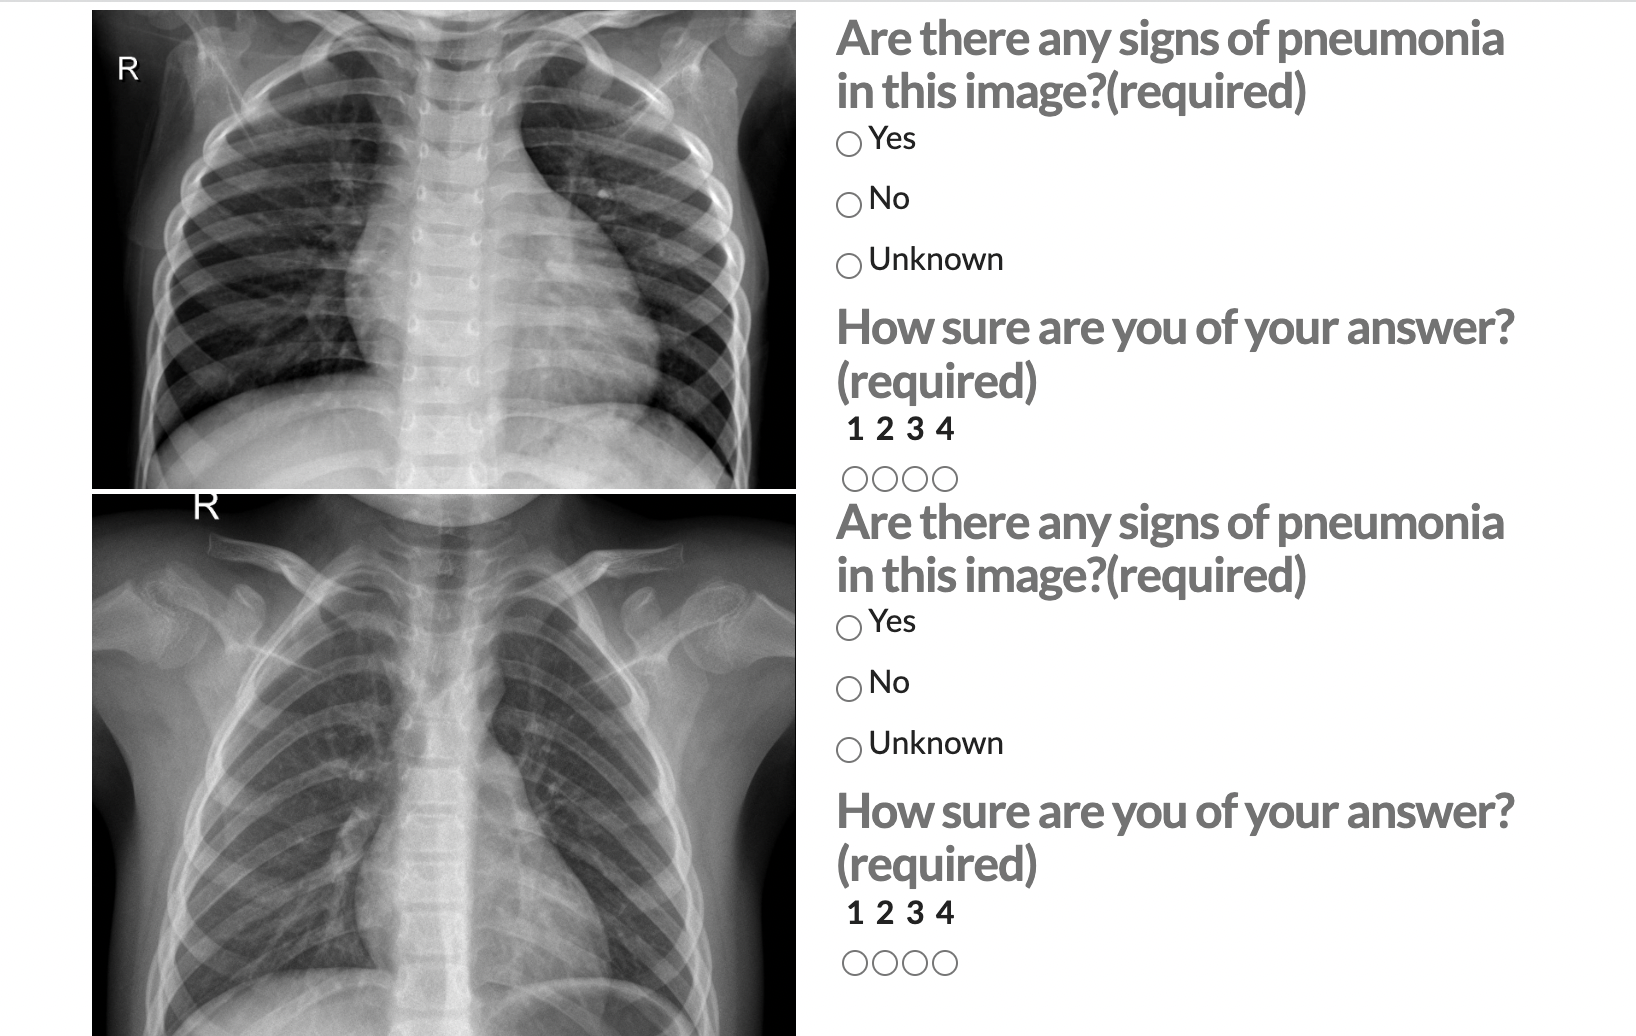 R
Are there any signs of pneumonia
in this image?(required)
Yes
No
Unknown
How sure are you of your answer?
(required)
1 2 3 4
R
Are there any signs of pneumonia
in this image?(required)
Yes
No
Unknown
How sure are you of your answer?
(required)
1 2 3 4